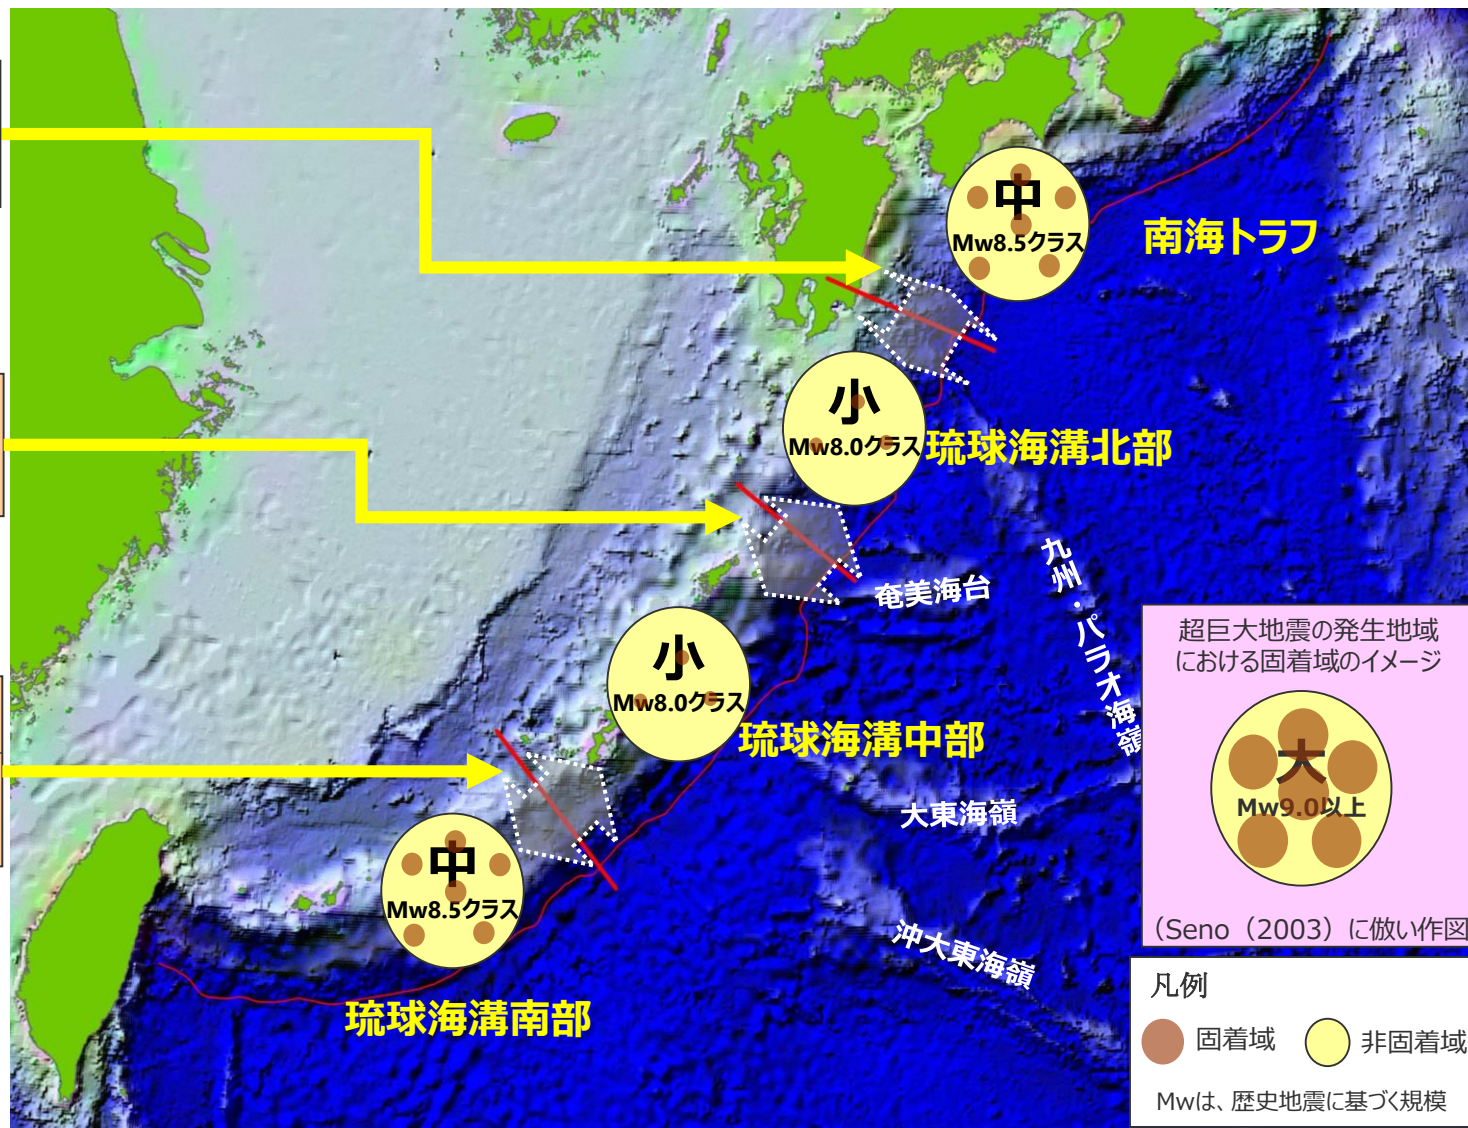 中
Mw8.5クラス
南海トラフ
小
Mw8.0クラス
琉球海溝北部
九州・パラオ海嶺
奄美海台
小
Mw8.0クラス
琉球海溝中部
大東海嶺
中
Mw8.5クラス
沖大東海嶺
琉球海溝南部
超巨大地震の発生地域
における固着域のイメージ
大
Mw9.0以上
（Seno（2003）に倣い作図
凡例
固着域
非固着域
Mwは、歴史地震に基づく規模